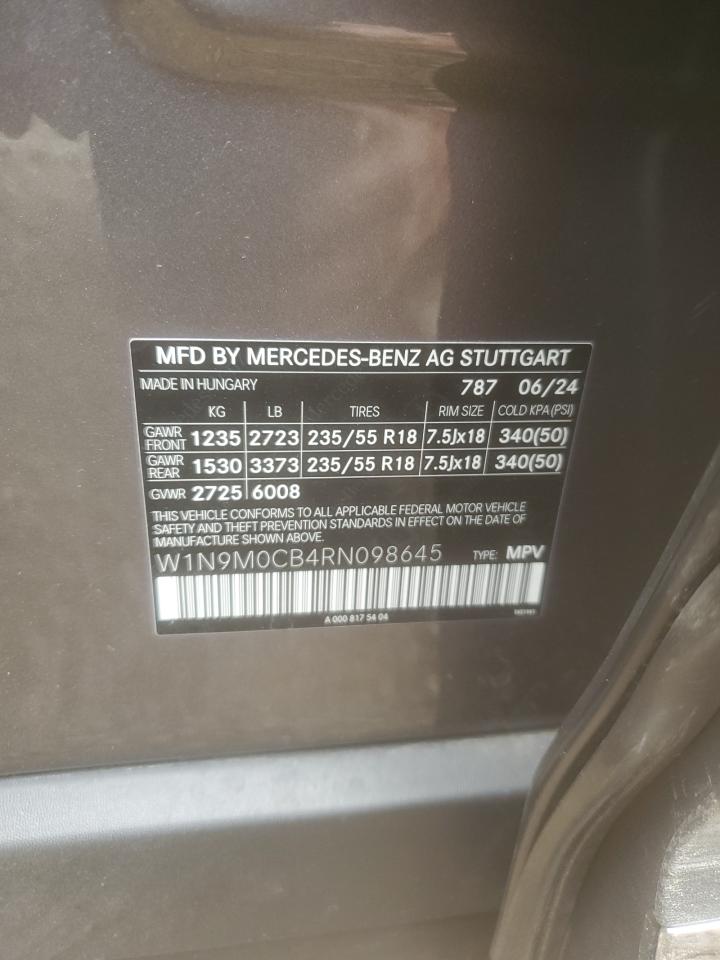 MFD BY MERCEDES-BENZ AG STUTTGART
MADE IN HUNGARY 787 06/24
KG LB TIRES RIM SIZE COLD KPA(PSI)
GAWR FRONT 1235 2723 235/55 R18 7.5Jx18 340(50)
GAWR REAR 1530 3373 235/55 R18 7.5Jx18 340(50)
GVWR 2725 6008
THIS VEHICLE CONFORMS TO ALL APPLICABLE FEDERAL MOTOR VEHICLE
SAFETY AND THEFT PREVENTION STANDARDS IN EFFECT ON THE DATE OF
MANUFACTURE SHOWN ABOVE.
W1N9M0CB4RN098645 TYPE: MPV
A 000 817 54 04